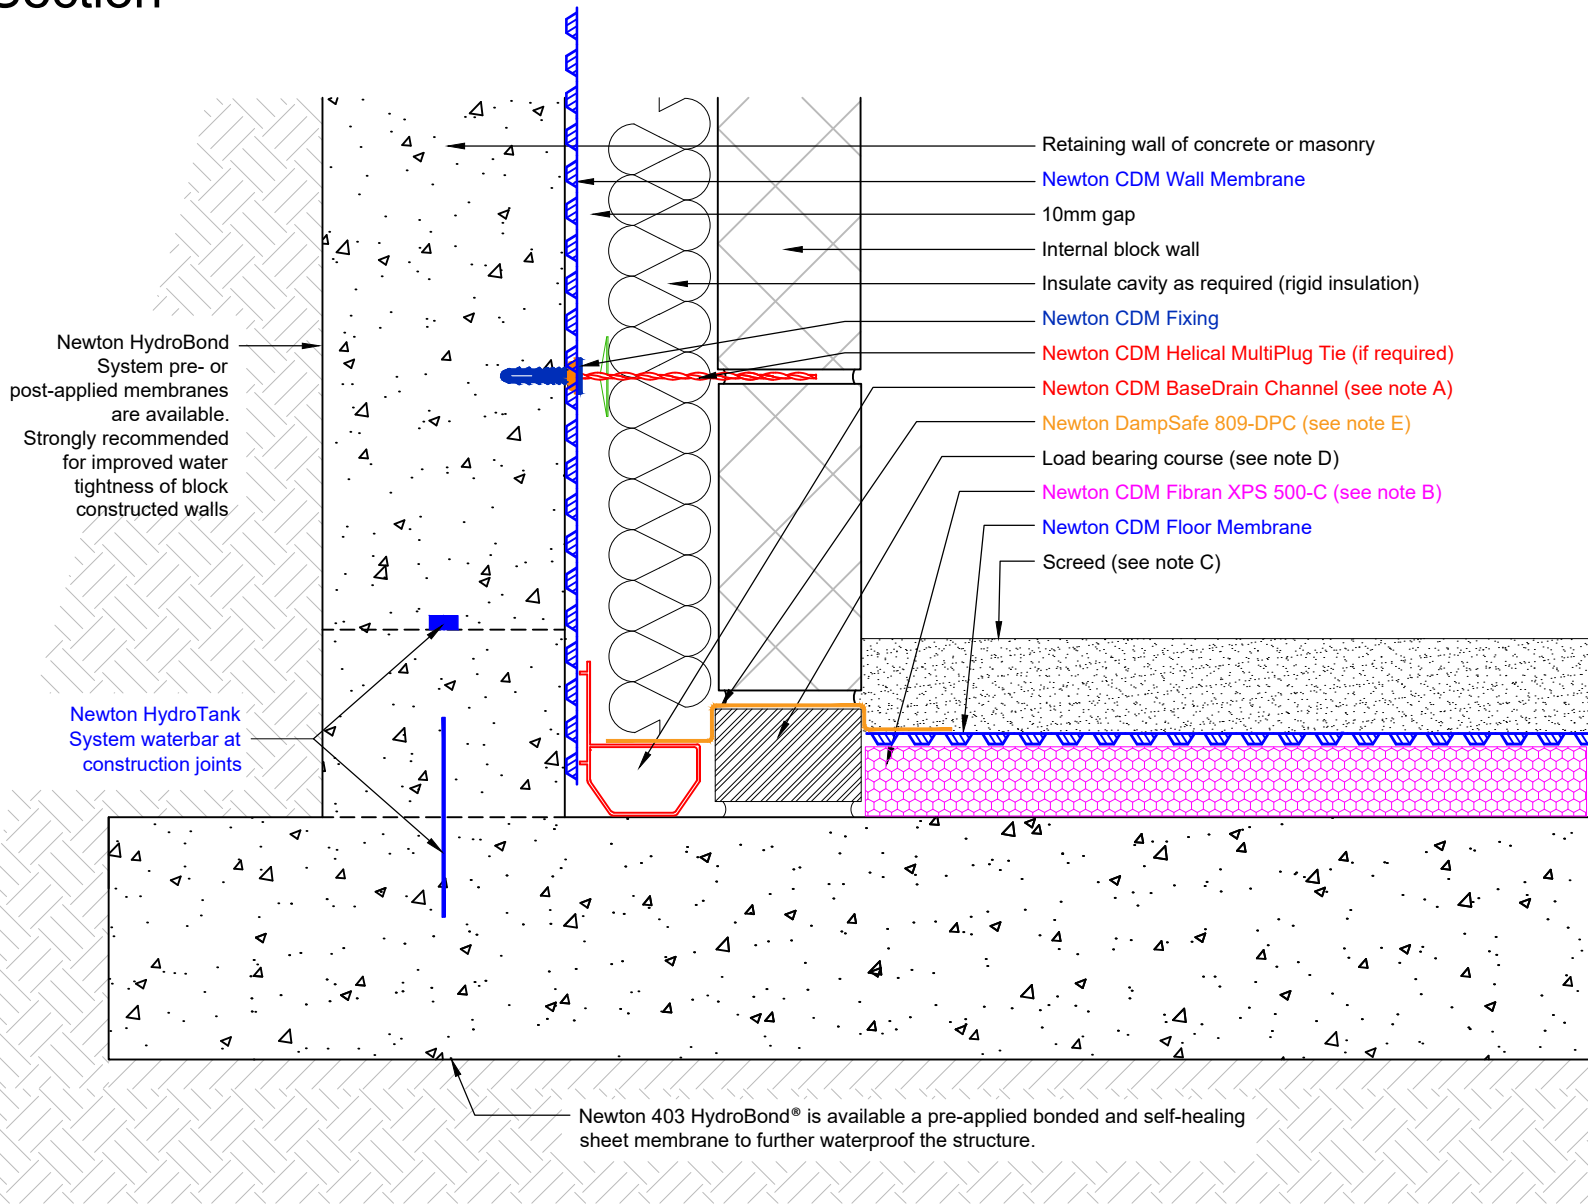 Section
Retaining wall of concrete or masonry
Newton CDM Wall Membrane
10mm gap
Internal block wall
Insulate cavity as required (rigid insulation)
Newton CDM Fixing
Newton CDM Helical MultiPlug Tie (if required)
Newton CDM BaseDrain Channel (see note A)
Newton DampSafe 809-DPC (see note E)
Load bearing course (see note D)
Newton CDM Fibran XPS 500-C (see note B)
Newton CDM Floor Membrane
Screed (see note C)
Newton HydroBond
System pre- or
post-applied membranes
are available.
Strongly recommended
for improved water
tightness of block
constructed walls
Newton HydroTank
System waterbar at
construction joints
Newton 403 HydroBond® is available a pre-applied bonded and self-healing
sheet membrane to further waterproof the structure.